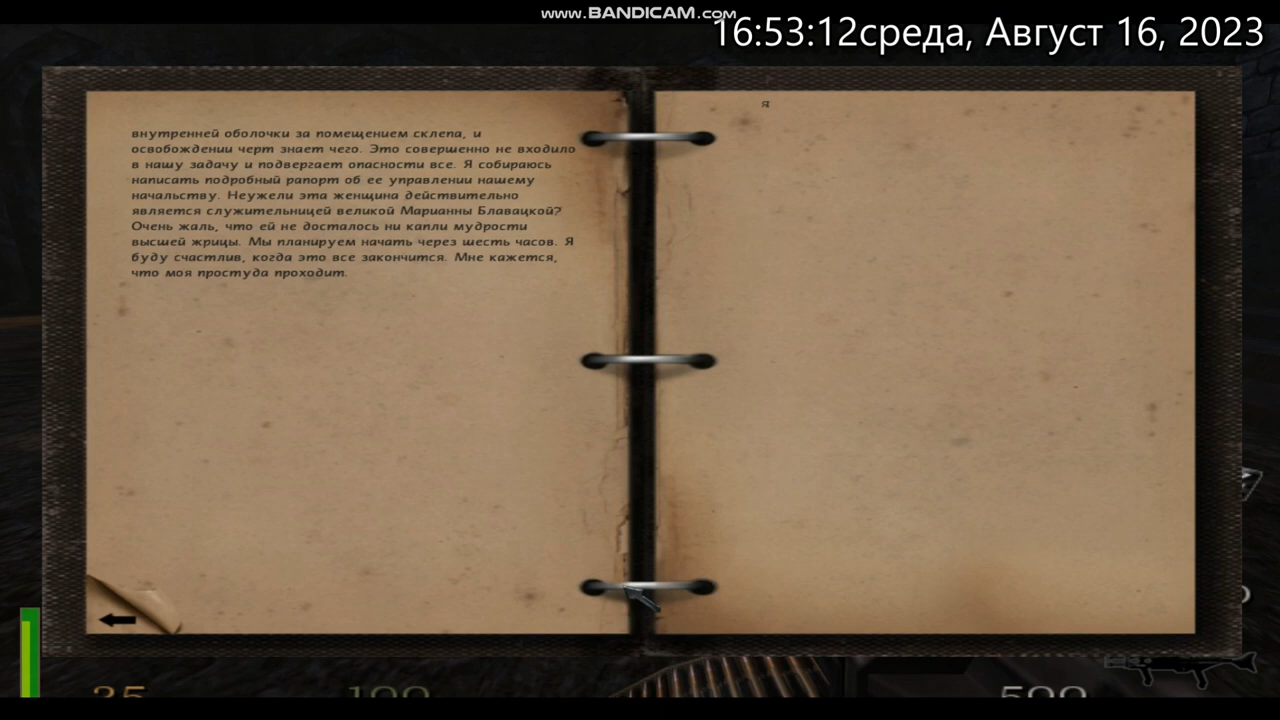 www.BANDICAM.com
16:53:12среда, Август 16, 2023
внутренней оболочки за помещением склепа, и
освобождении черт знает чего. Это совершенно не входило
в нашу задачу и подвергает опасности все. Я собираюсь
написать подробный рапорт об ее управлении нашему
начальству. Неужели эта женщина действительно
является служительницей великой Марианны Блавацкой?
Очень жаль, что ей не досталось ни капли мудрости
высшей жрицы. Мы планируем начать через шесть часов. Я
буду счастлив, когда это все закончится. Мне кажется,
что моя простуда проходит.
я